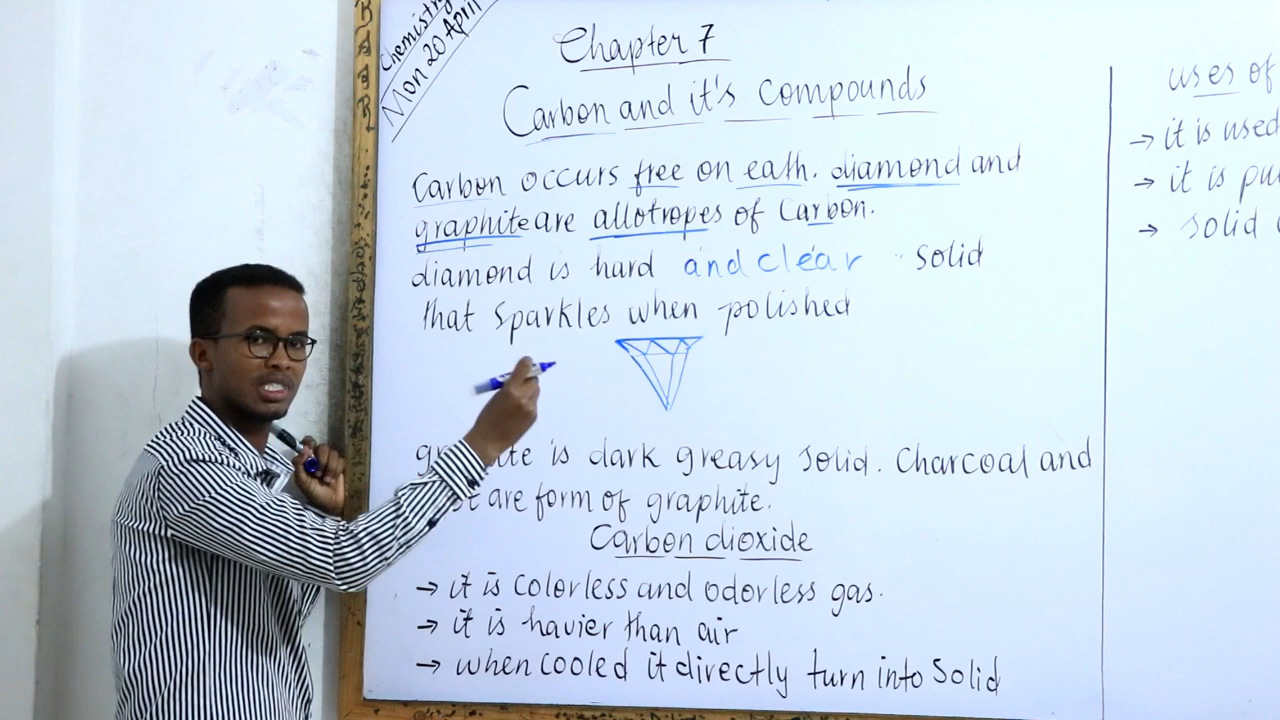 Chemistry
Mon 20 April
Chapter 7
Carbon and it's compounds
Carbon occurs free on eath. diamond and
graphite are allotropes of Carbon.
diamond is hard and clear solid
that sparkles when polished
is dark greasy solid. Charcoal and
are form of graphite.
Carbon dioxide
→ it is colorless and odorless gas.
→ it is havier than air
→ when cooled it directly turn into Solid
uses of
→ it is used
→ it is
→ solid